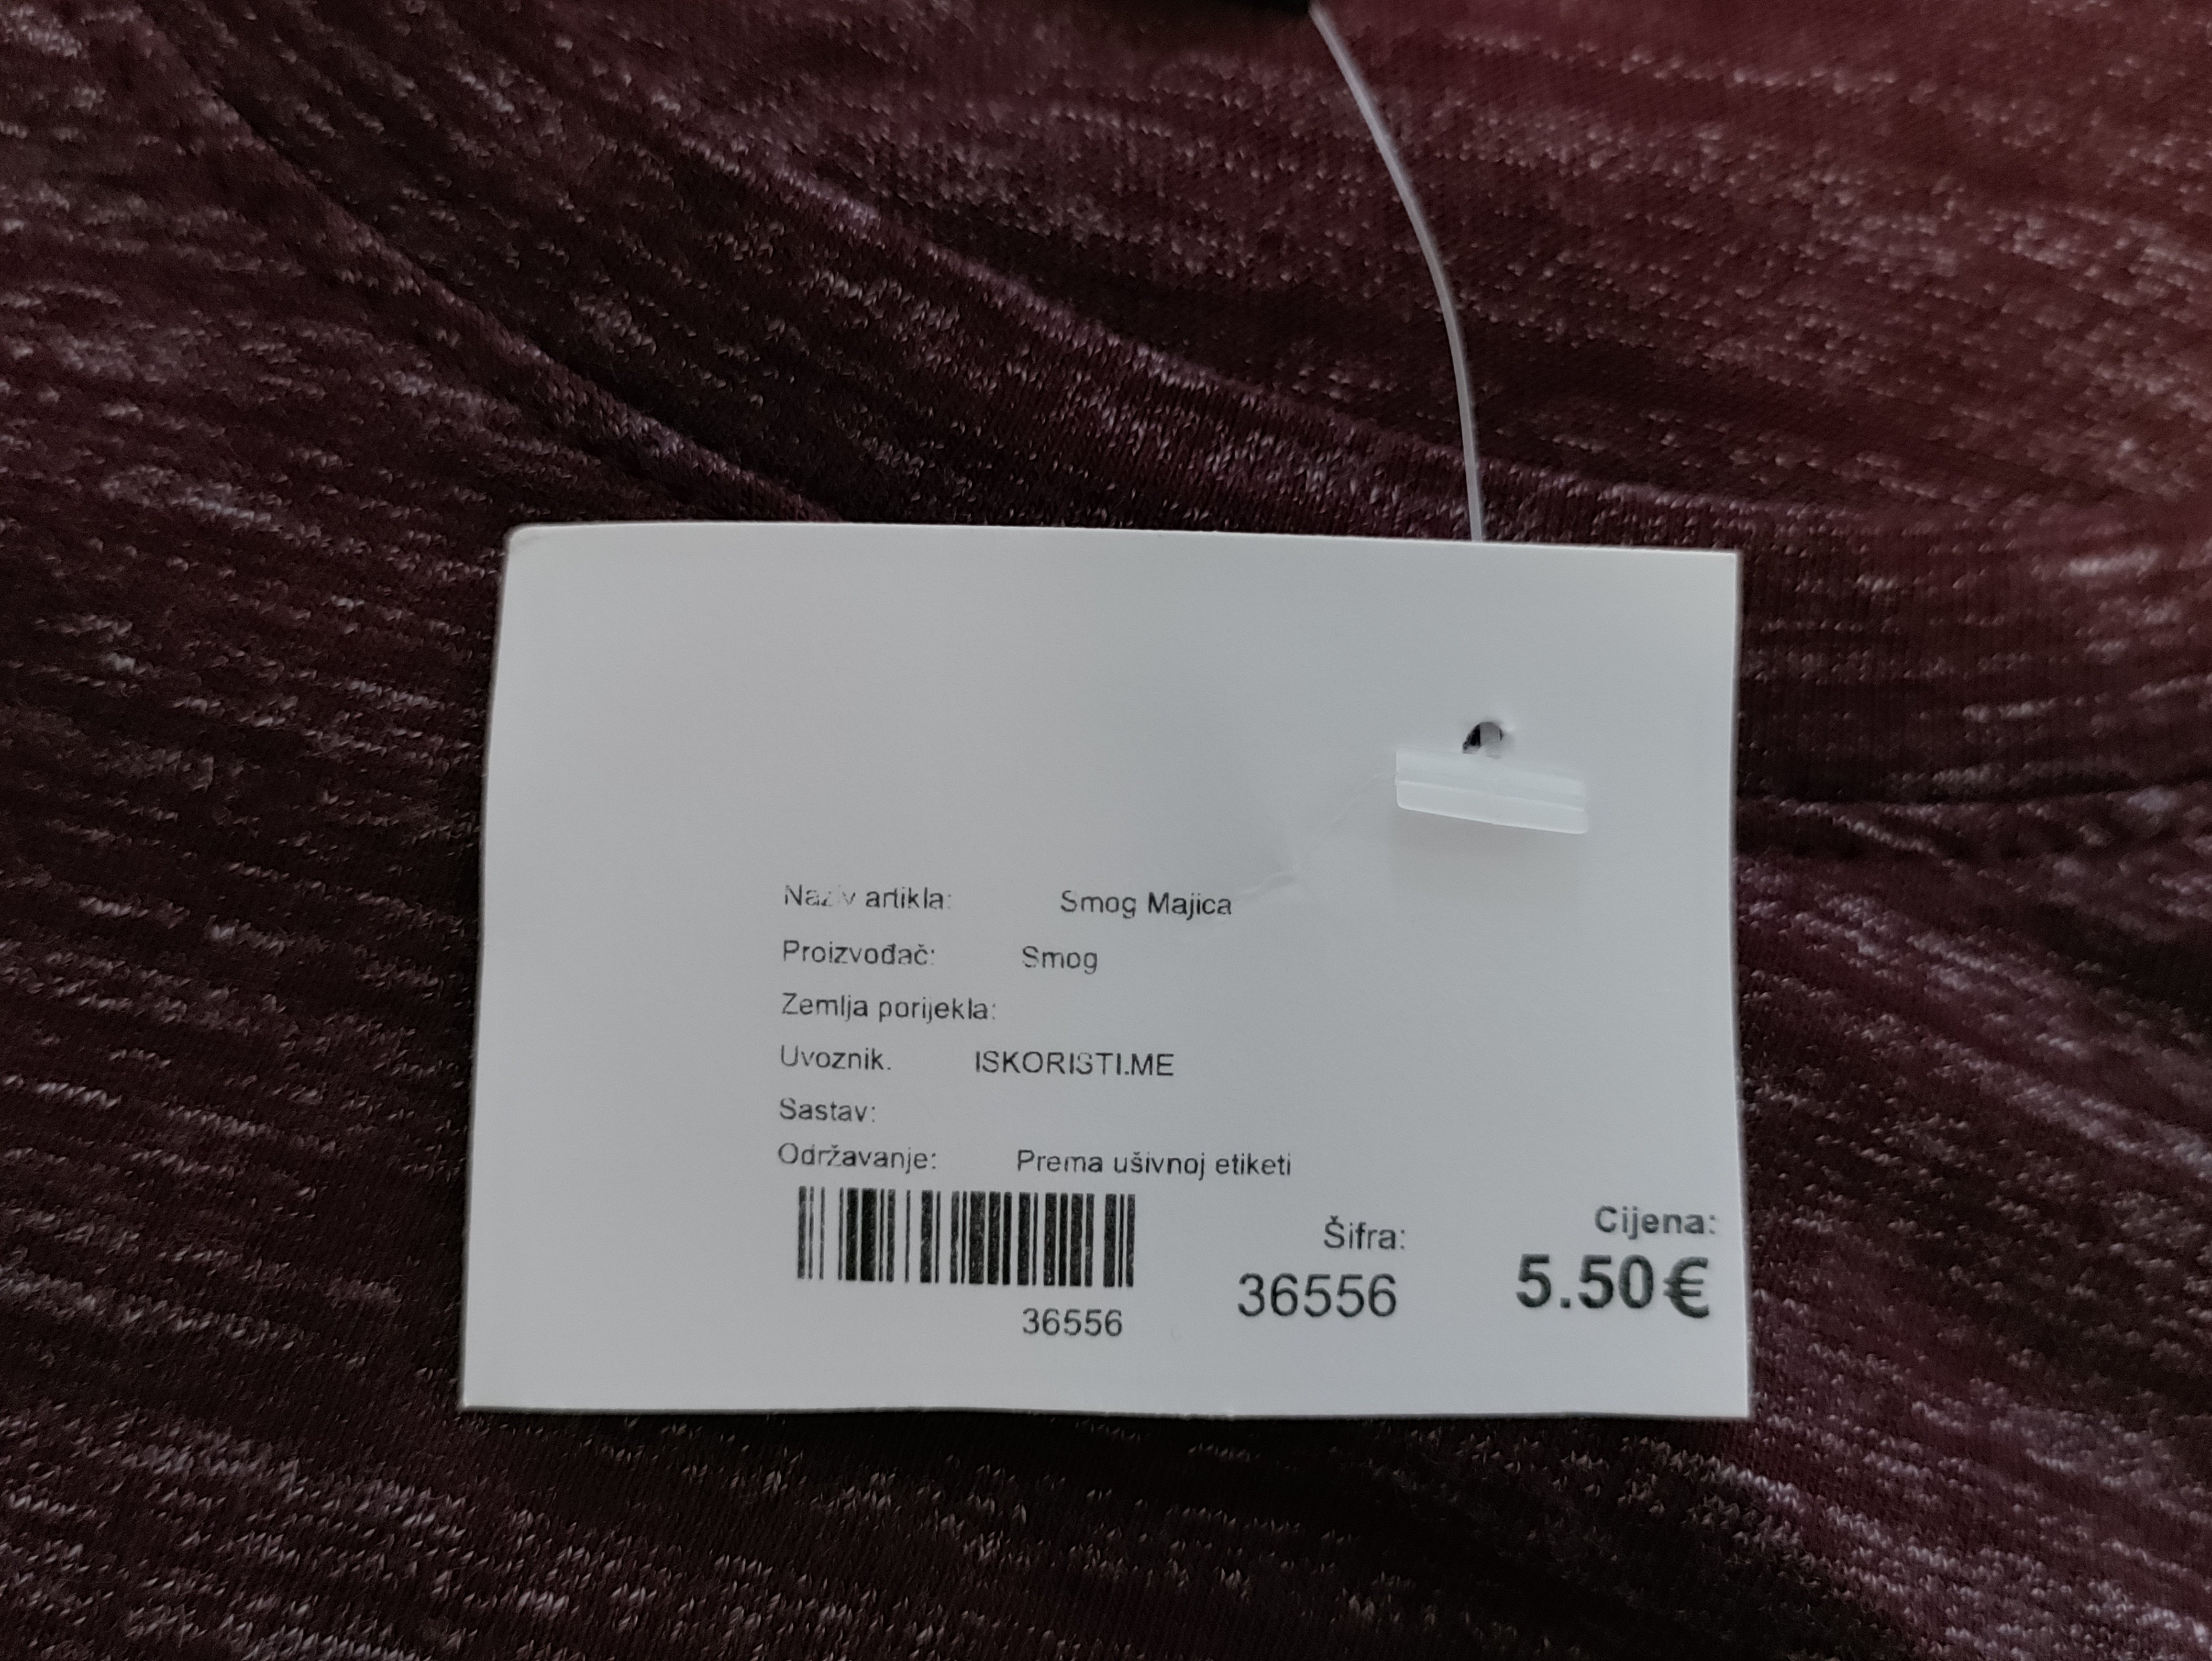 Naziv artikla: Smog Majica
Proizvođač: Smog
Zemlja porijekla:
Uvoznik: ISKORISTI.ME
Sastav:
Održavanje: Prema ušivnoj etiketi
36556
Šifra:
36556
Cijena:
5.50€